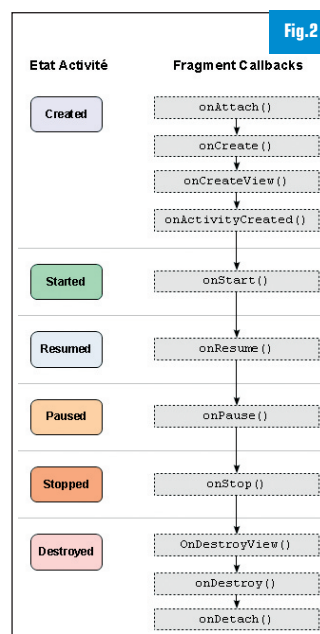 Fig.2
Etat Activité Fragment Callbacks
Created
onAttach()
onCreate()
onCreateView()
onActivityCreated()
Started
onStart()
Resumed
onResume()
Paused
onPause()
Stopped
onStop()
Destroyed
OnDestroyView()
onDestroy()
onDetach()